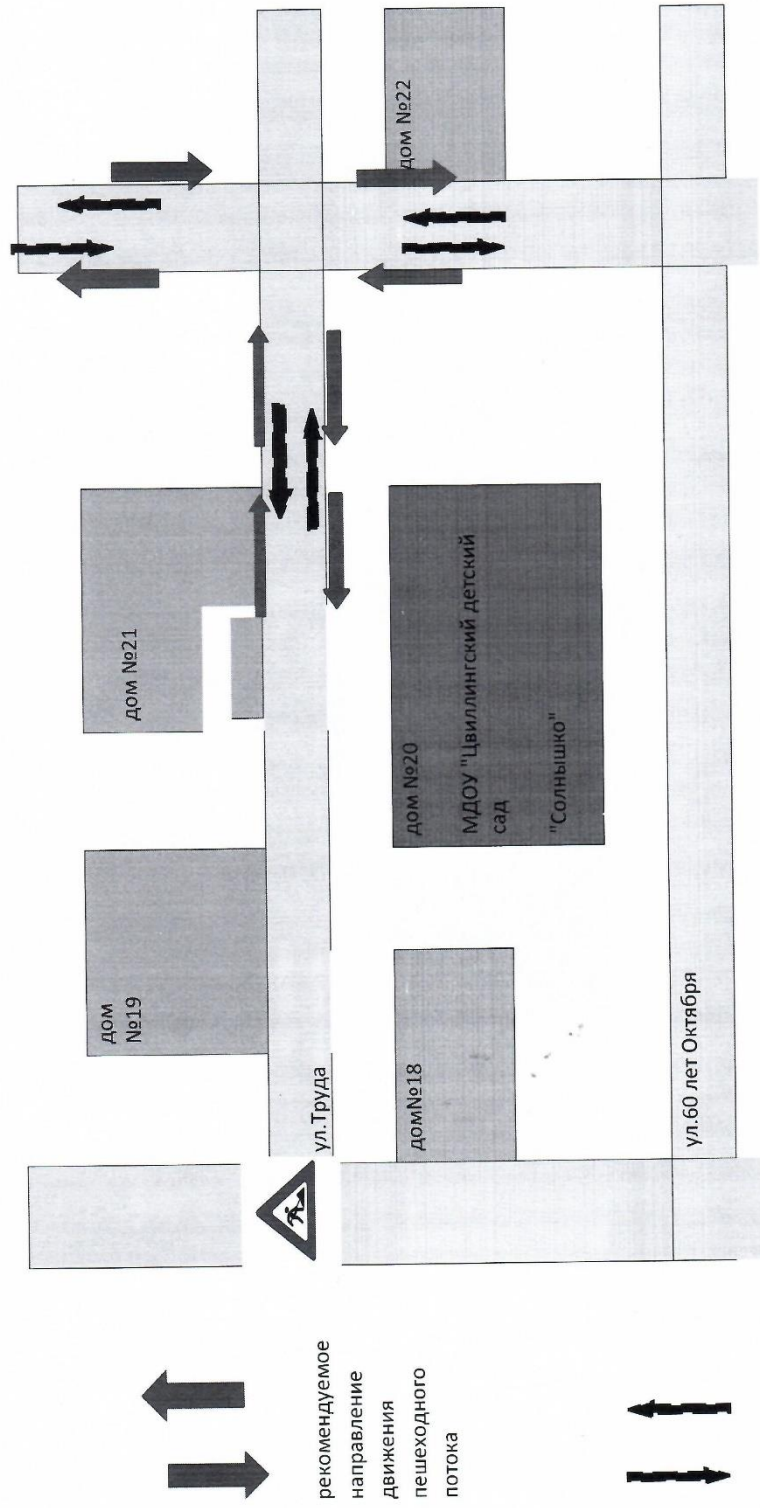 дом
№19
дом №21
ул.Труда
дом №22
дом№18
дом №20
МДОУ "Цвиллингский детский
сад
"Солнышко"
ул.60 лет Октября
рекомендуемое
направление
движения
пешеходного
потока